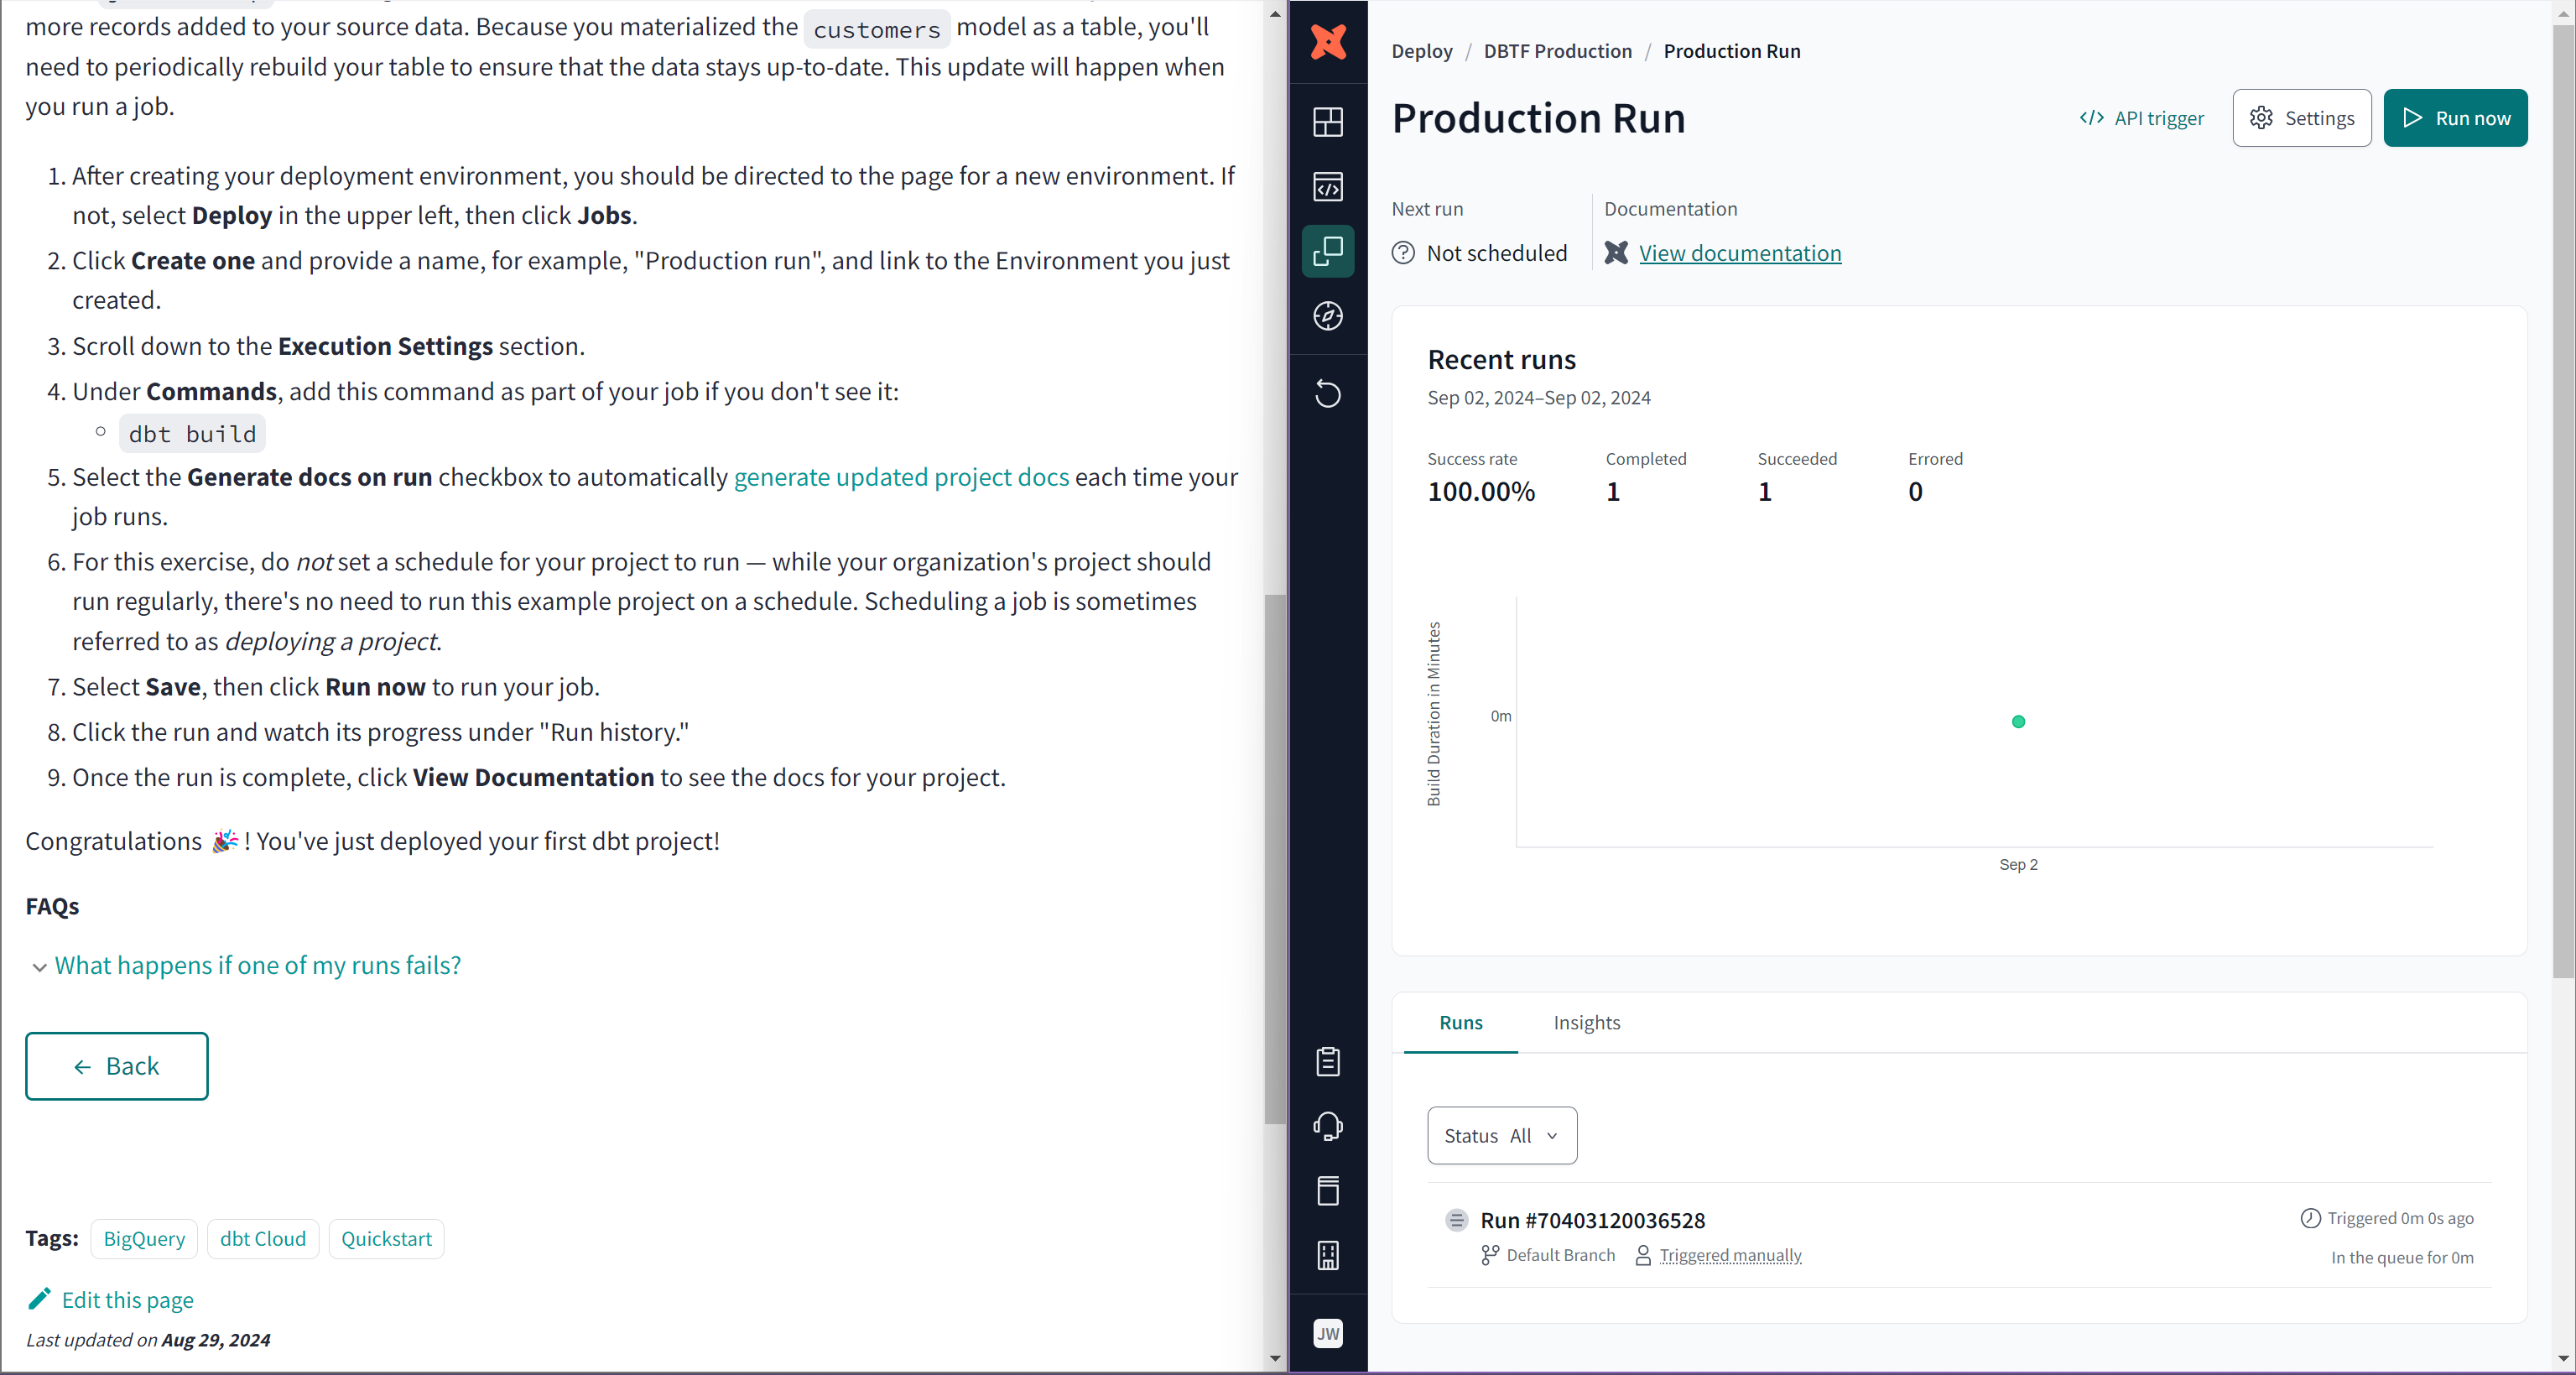 more records added to your source data. Because you materialized the customers model as a table, you'll
need to periodically rebuild your table to ensure that the data stays up-to-date. This update will happen when
you run a job.
1. After creating your deployment environment, you should be directed to the page for a new environment. If
not, select Deploy in the upper left, then click Jobs.
2. Click Create one and provide a name, for example, "Production run", and link to the Environment you just
created.
3. Scroll down to the Execution Settings section.
4. Under Commands, add this command as part of your job if you don't see it:
dbt build
5. Select the Generate docs on run checkbox to automatically generate updated project docs each time your
job runs.
6. For this exercise, do not set a schedule for your project to run — while your organization's project should
run regularly, there's no need to run this example project on a schedule. Scheduling a job is sometimes
referred to as deploying a project.
7. Select Save, then click Run now to run your job.
8. Click the run and watch its progress under "Run history."
9. Once the run is complete, click View Documentation to see the docs for your project.
Congratulations 🎉 ! You've just deployed your first dbt project!
FAQs
What happens if one of my runs fails?
← Back
Tags: BigQuery dbt Cloud Quickstart
Edit this page
Last updated on Aug 29, 2024
JW
Deploy / DBTF Production / Production Run
Production Run
</> API trigger Settings Run now
Next run Documentation
Not scheduled View documentation
Recent runs
Sep 02, 2024–Sep 02, 2024
Success rate Completed Succeeded Errored
100.00% 1 1 0
Build Duration in Minutes
0m
Sep 2
Runs Insights
Status All
Run #70403120036528 Triggered 0m 0s ago
Default Branch Triggered manually In the queue for 0m